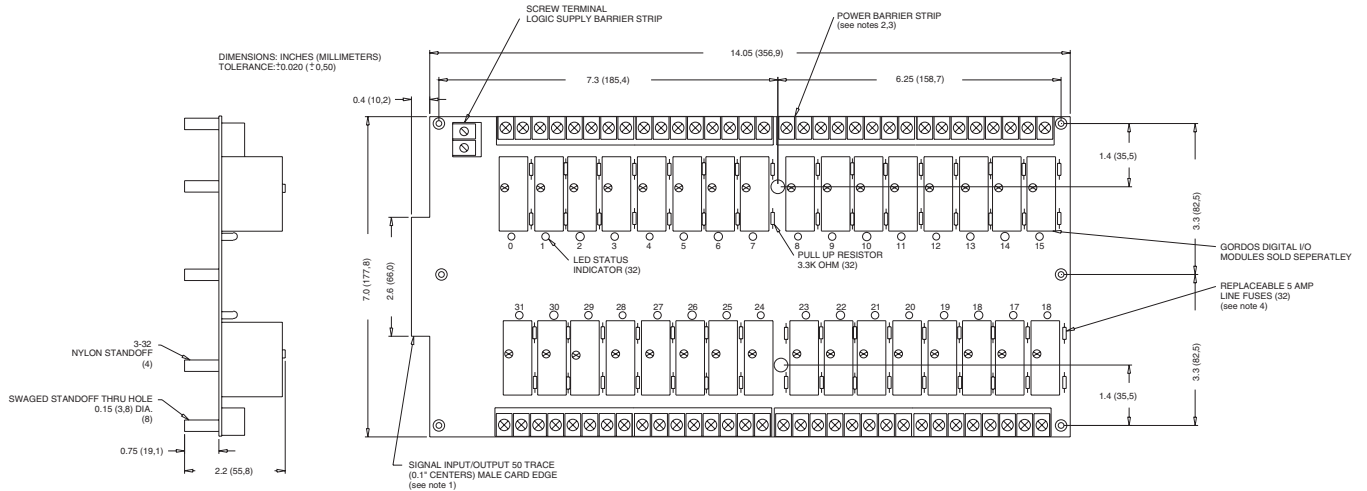 SCREW TERMINAL
LOGIC SUPPLY BARRIER STRIP
POWER BARRIER STRIP
(see notes 2,3)
DIMENSIONS: INCHES (MILLIMETERS)
TOLERANCE:±0.020 (±0,50)
14.05 (356,9)
7.3 (185,4)
6.25 (158,7)
0.4 (10,2)
1.4 (35,5)
3.3 (82,5)
7.0 (177,8)
2.6 (66,0)
0
1
2
3
4
5
6
7
8
9
10
11
12
13
14
15
LED STATUS
INDICATOR (32)
PULL UP RESISTOR
3.3K OHM (32)
GORDOS DIGITAL I/O
MODULES SOLD SEPERATLEY
REPLACEABLE 5 AMP
LINE FUSES (32)
(see note 4)
31
30
29
28
27
26
25
24
23
22
21
20
19
18
17
18
3-32
NYLON STANDOFF
(4)
SWAGED STANDOFF THRU HOLE
0.15 (3,8) DIA.
(8)
3.3 (82,5)
1.4 (35,5)
0.75 (19,1)
2.2 (55,8)
SIGNAL INPUT/OUTPUT 50 TRACE
(0.1" CENTERS) MALE CARD EDGE
(see note 1)